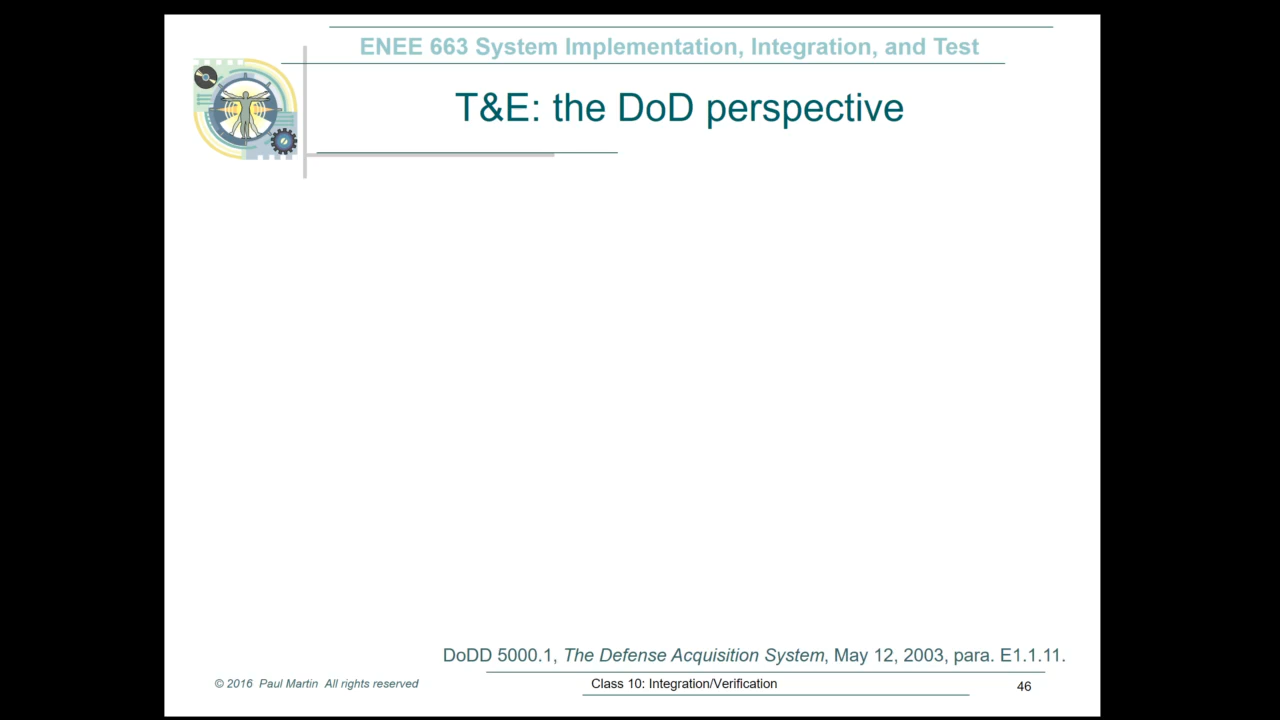 ENEE 663 System Implementation, Integration, and Test
T&E: the DoD perspective
DoDD 5000.1, The Defense Acquisition System, May 12, 2003, para. E1.1.11.
© 2016 Paul Martin All rights reserved
Class 10: Integration/Verification
46